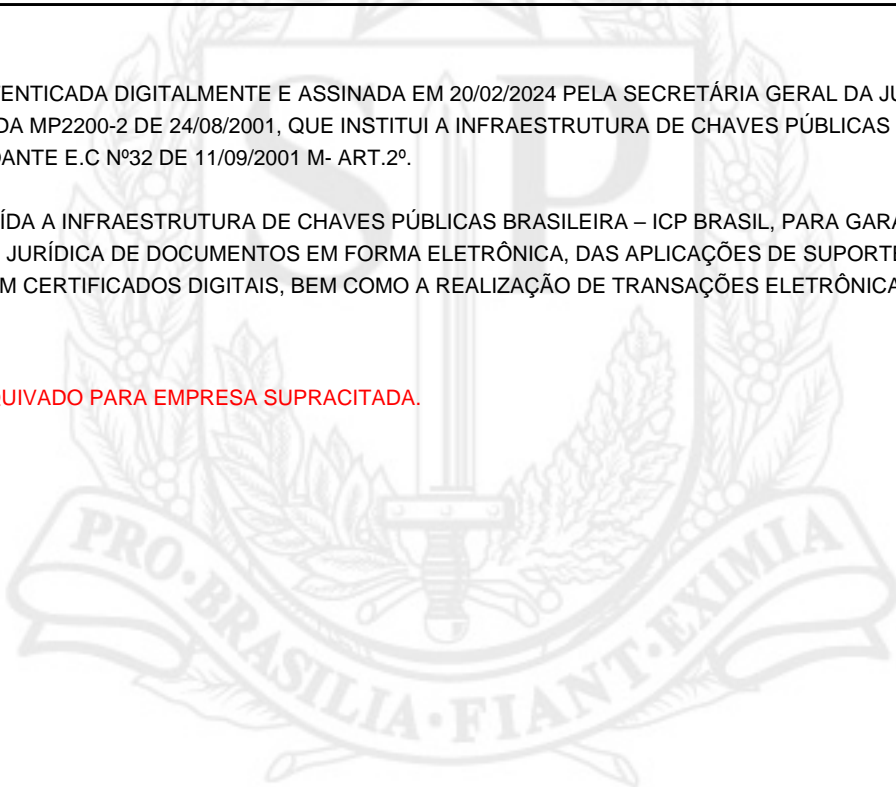 ENTICADA DIGITALMENTE E ASSINADA EM 20/02/2024 PELA SECRETÁRIA GERAL DA JU
DA MP2200-2 DE 24/08/2001, QUE INSTITUI A INFRAESTRUTURA DE CHAVES PÚBLICAS
DANTE E.C Nº32 DE 11/09/2001 M- ART.2º.
ÍDA A INFRAESTRUTURA DE CHAVES PÚBLICAS BRASILEIRA – ICP BRASIL, PARA GARA
JURÍDICA DE DOCUMENTOS EM FORMA ELETRÔNICA, DAS APLICAÇÕES DE SUPORTE
M CERTIFICADOS DIGITAIS, BEM COMO A REALIZAÇÃO DE TRANSAÇÕES ELETRÔNICA
UIVADO PARA EMPRESA SUPRACITADA.
SP
PRO·BRASILIA·FIANT·EXIMIA